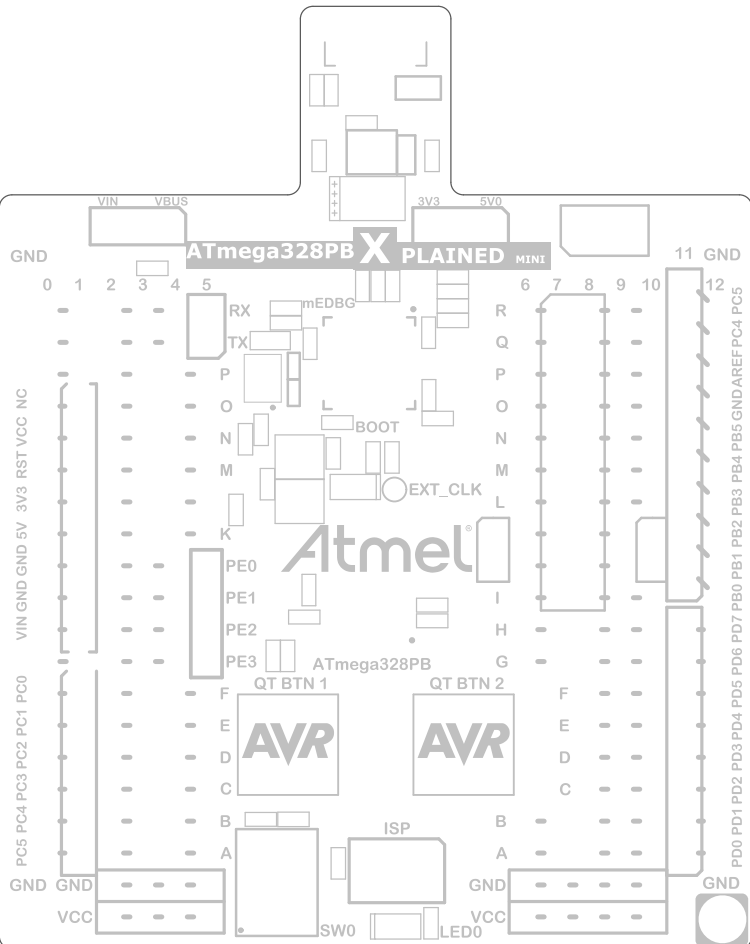 VIN VBUS 3V3 5V0
ATmega328PB X PLAINED MINI
GND 11 GND
0 1 2 3 4 5 6 7 8 9 10 12
mEDBG
RX R
TX Q
P P
O O
BOOT
N N
M M
EXT_CLK L
K
Atmel®
PE0
PE1 I
PE2 H
PE3 ATmega328PB G
QT BTN 1 QT BTN 2
F F
E AVR AVR E
D D
C C
B B
ISP
A A
GND GND GND GND
VCC SW0 LED0 VCC
VIN GND GND 5V 3V3 RST VCC NC
PC5 PC4 PC3 PC2 PC1 PC0
PD0 PD1 PD2 PD3 PD4 PD5 PD6 PD7 PB0 PB1 PB2 PB3 PB4 PB5 GND AREF PC4 PC5